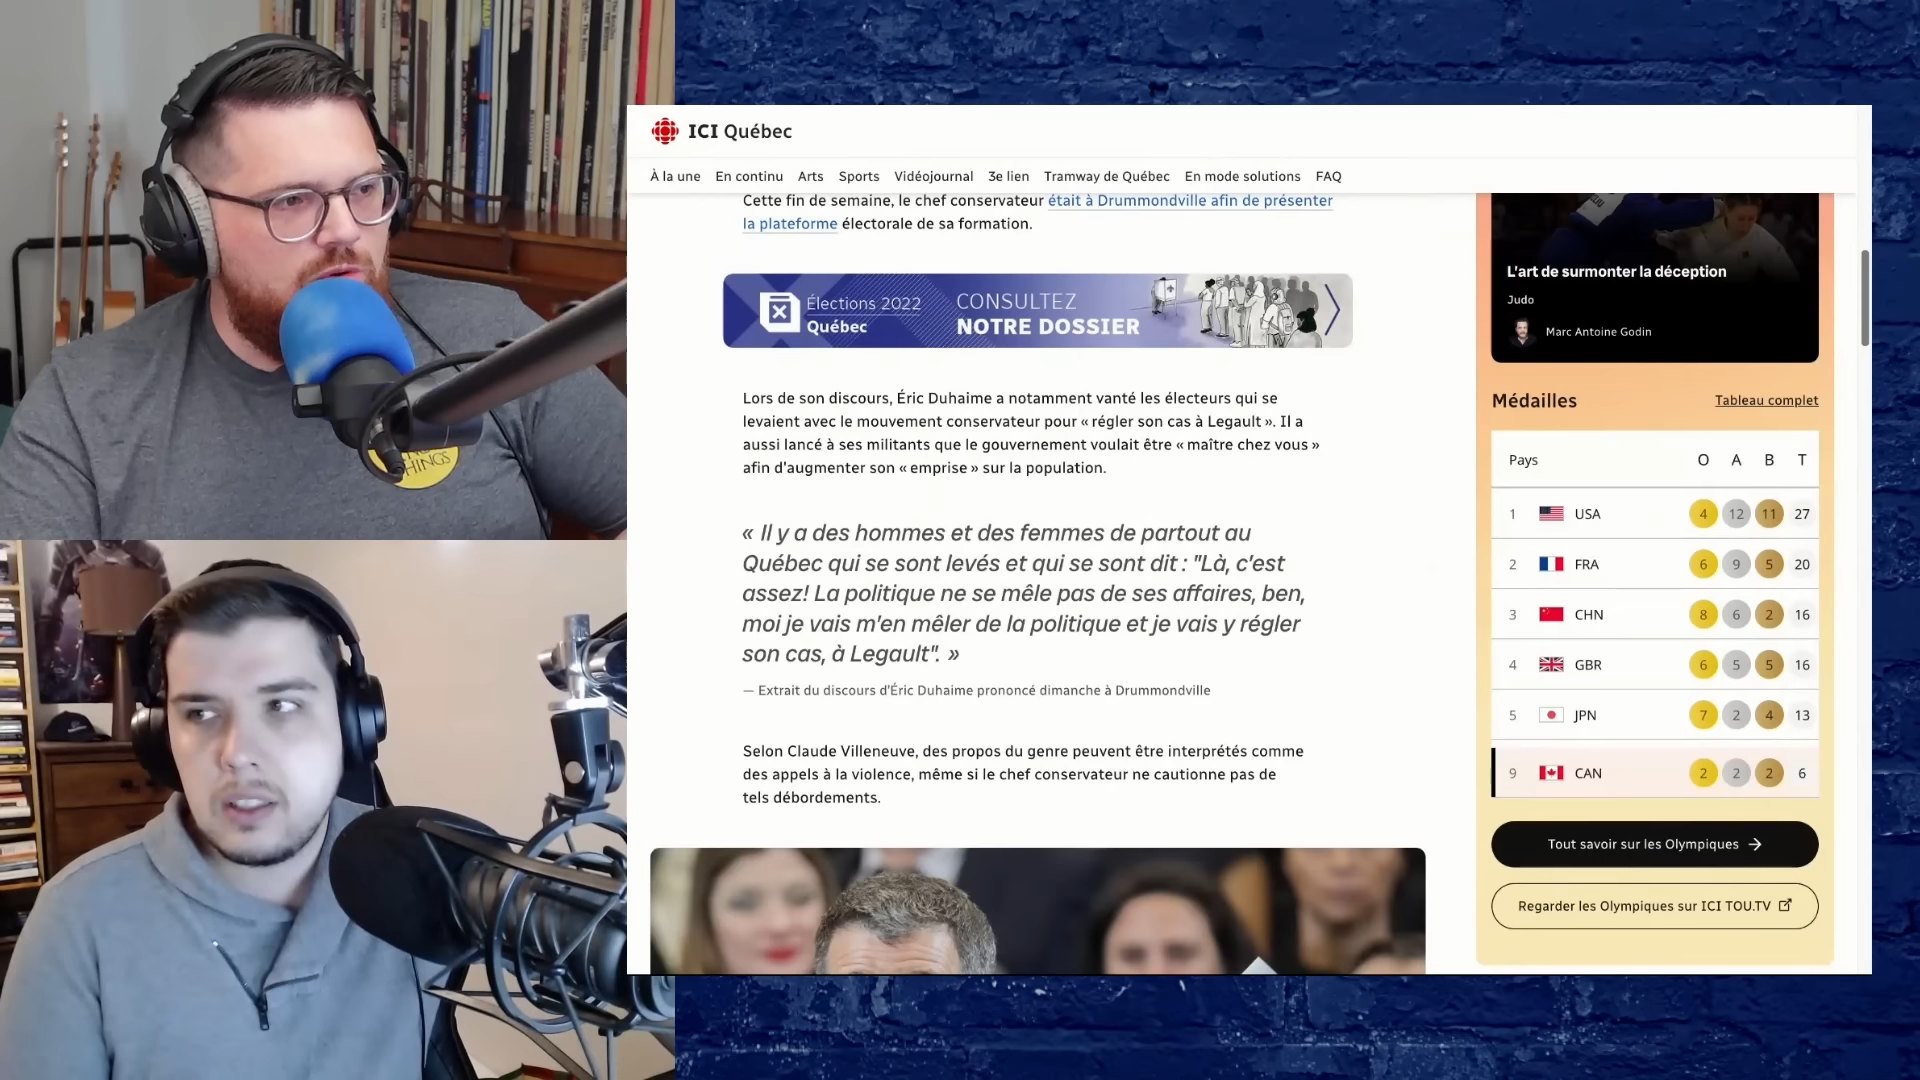 ICI Québec
À la une En continu Arts Sports Vidéojournal 3e lien Tramway de Québec En mode solutions FAQ
Cette fin de semaine, le chef conservateur était à Drummondville afin de présenter
la plateforme électorale de sa formation.
Élections 2022
Québec
CONSULTEZ
NOTRE DOSSIER
Lors de son discours, Éric Duhaime a notamment vanté les électeurs qui se
levaient avec le mouvement conservateur pour « régler son cas à Legault ». Il a
aussi lancé à ses militants que le gouvernement voulait être « maître chez vous »
afin d'augmenter son « emprise » sur la population.
« Il y a des hommes et des femmes de partout au
Québec qui se sont levés et qui se sont dit : "Là, c'est
assez! La politique ne se mêle pas de ses affaires, ben,
moi je vais m'en mêler de la politique et je vais y régler
son cas, à Legault". »
— Extrait du discours d'Éric Duhaime prononcé dimanche à Drummondville
Selon Claude Villeneuve, des propos du genre peuvent être interprétés comme
des appels à la violence, même si le chef conservateur ne cautionne pas de
tels débordements.
L'art de surmonter la déception
Judo
Marc Antoine Godin
Médailles Tableau complet
Pays O A B T
1 USA 4 12 11 27
2 FRA 6 9 5 20
3 CHN 8 6 2 16
4 GBR 6 5 5 16
5 JPN 7 2 4 13
9 CAN 2 2 2 6
Tout savoir sur les Olympiques →
Regarder les Olympiques sur ICI TOU.TV
THINGS